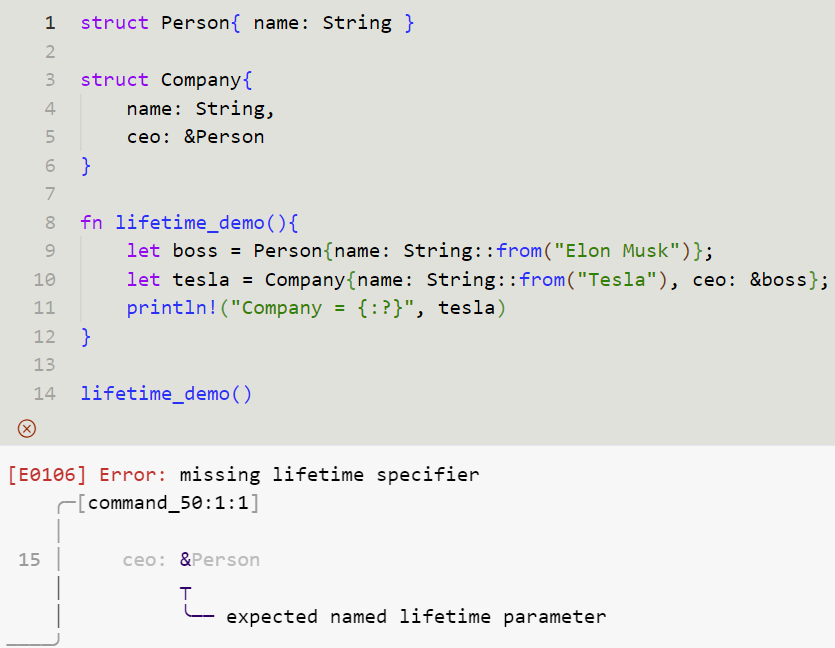 1 struct Person{ name: String }
2
3 struct Company{
4     name: String,
5     ceo: &Person
6 }
7
8 fn lifetime_demo(){
9     let boss = Person{name: String::from("Elon Musk")};
10     let tesla = Company{name: String::from("Tesla"), ceo: &boss};
11     println!("Company = {:?}", tesla)
12 }
13
14 lifetime_demo()
[E0106] Error: missing lifetime specifier
[command_50:1:1]
15     ceo: &Person
expected named lifetime parameter